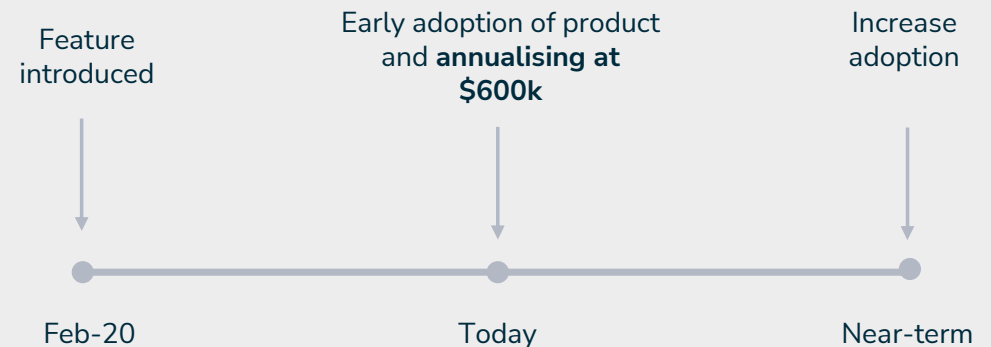 Feature
introduced
Early adoption of product
and annualising at
$600k
Increase
adoption
Feb-20
Today
Near-term